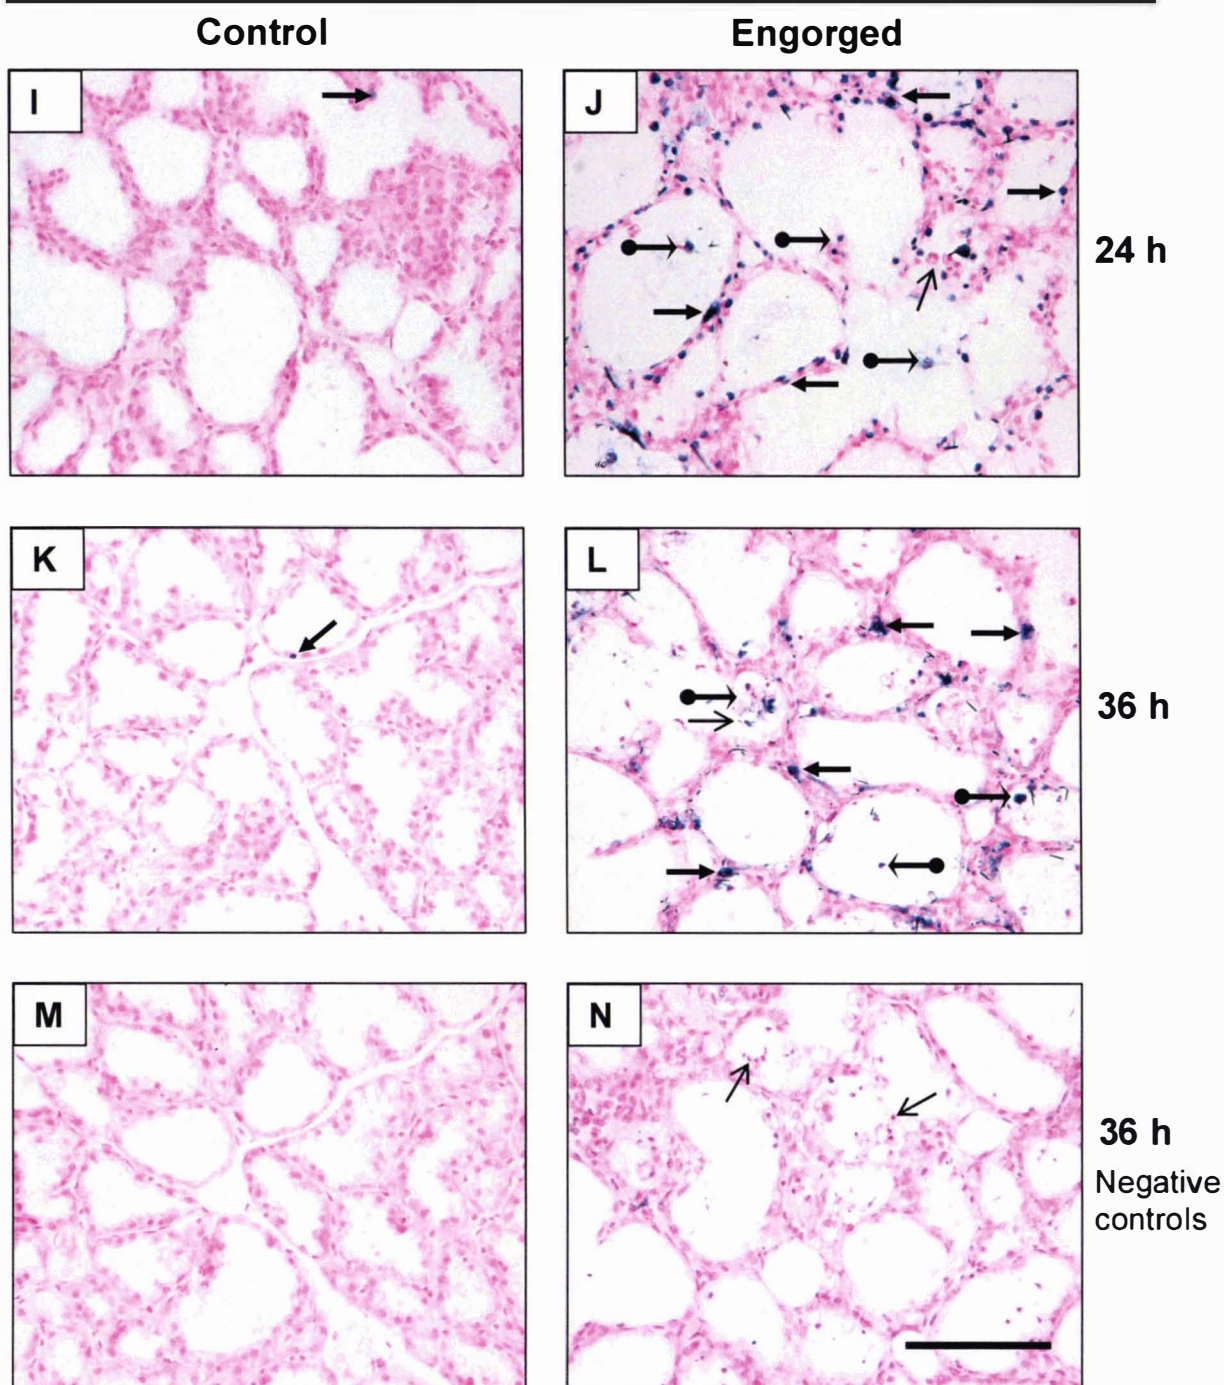 Control Engorged
I J
24 h
K L
36 h
M N
36 h
Negative
controls